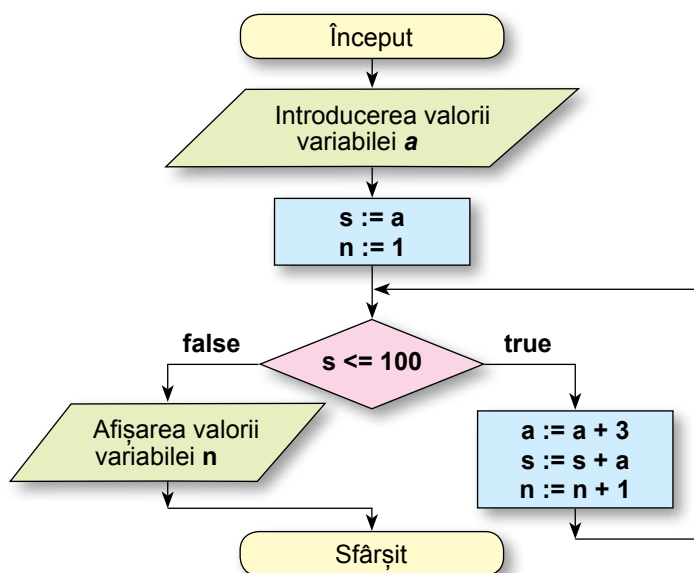 Început
Introducerea valorii
variabilei a
s := a
n := 1
false
s <= 100
true
Afișarea valorii
variabilei n
a := a + 3
s := s + a
n := n + 1
Sfârșit